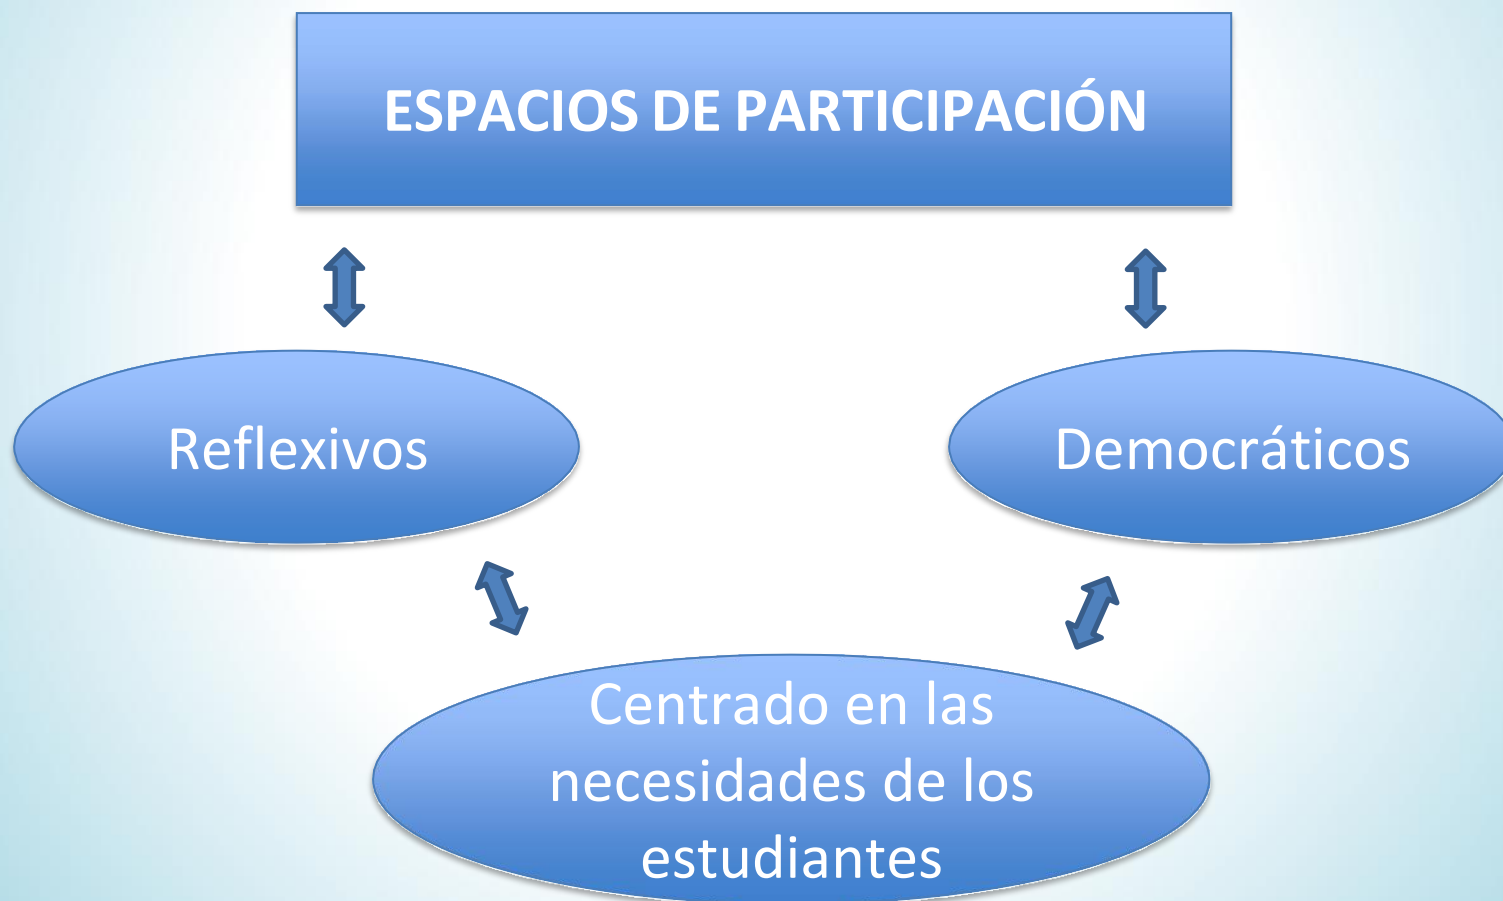 ESPACIOS DE PARTICIPACIÓN
Reflexivos
Democráticos
Centrado en las
necesidades de los
estudiantes